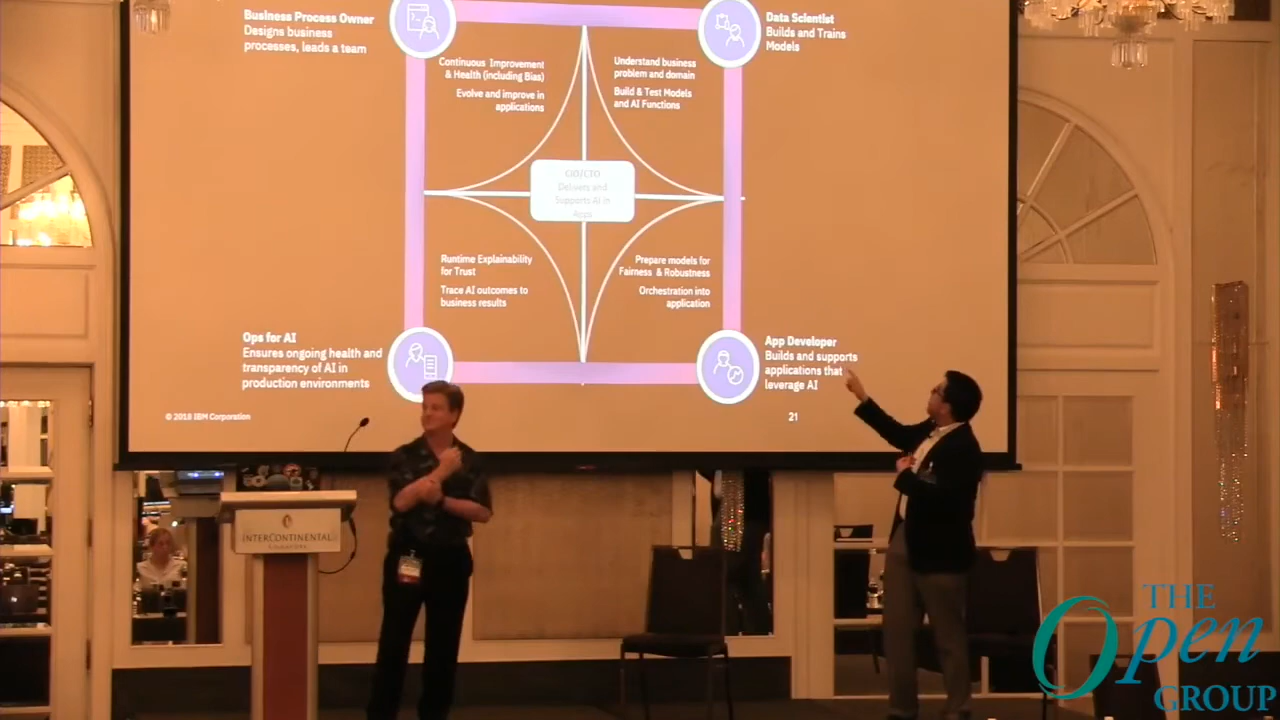 Business Process Owner
Designs business
processes, leads a team
Data Scientist
Builds and Trains
Models
Continuous Improvement
& Health (including Bias)
Evolve and improve in
applications
Understand business
problem and domain
Build & Test Models
and AI Functions
CIO/CTO
Delivers and
Supports AI in
Apps
Runtime Explainability
for Trust
Trace AI outcomes to
business results
Prepare models for
Fairness & Robustness
Orchestration into
application
Ops for AI
Ensures ongoing health and
transparency of AI in
production environments
App Developer
Builds and supports
applications that
leverage AI
© 2018 IBM Corporation
21
INTERCONTINENTAL
THE
Open
GROUP